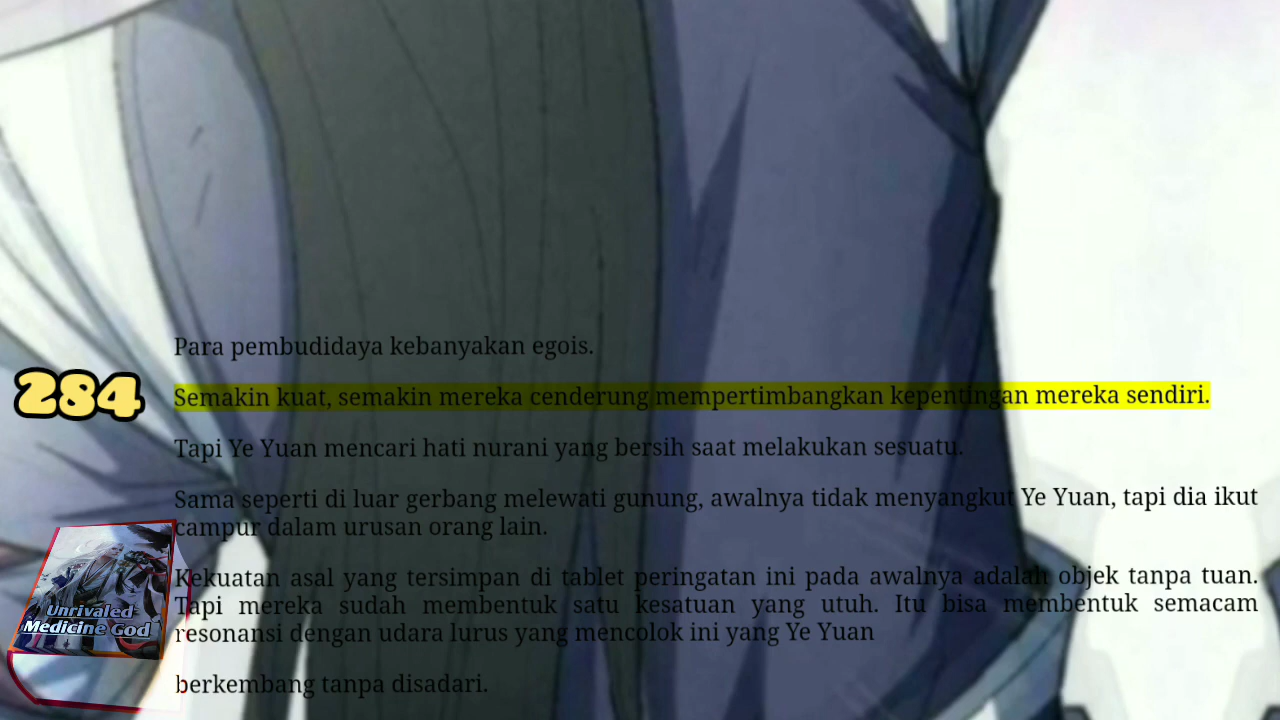 Para pembudidaya kebanyakan egois.
284
Semakin kuat, semakin mereka cenderung mempertimbangkan kepentingan mereka sendiri.
Tapi Ye Yuan mencari hati nurani yang bersih saat melakukan sesuatu.
Sama seperti di luar gerbang melewati gunung, awalnya tidak menyangkut Ye Yuan, tapi dia ikut
campur dalam urusan orang lain.
Kekuatan asal yang tersimpan di tablet peringatan ini pada awalnya adalah objek tanpa tuan.
Tapi mereka sudah membentuk satu kesatuan yang utuh. Itu bisa membentuk semacam
resonansi dengan udara lurus yang mencolok ini yang Ye Yuan
berkembang tanpa disadari.
Unrivaled
Medicine God